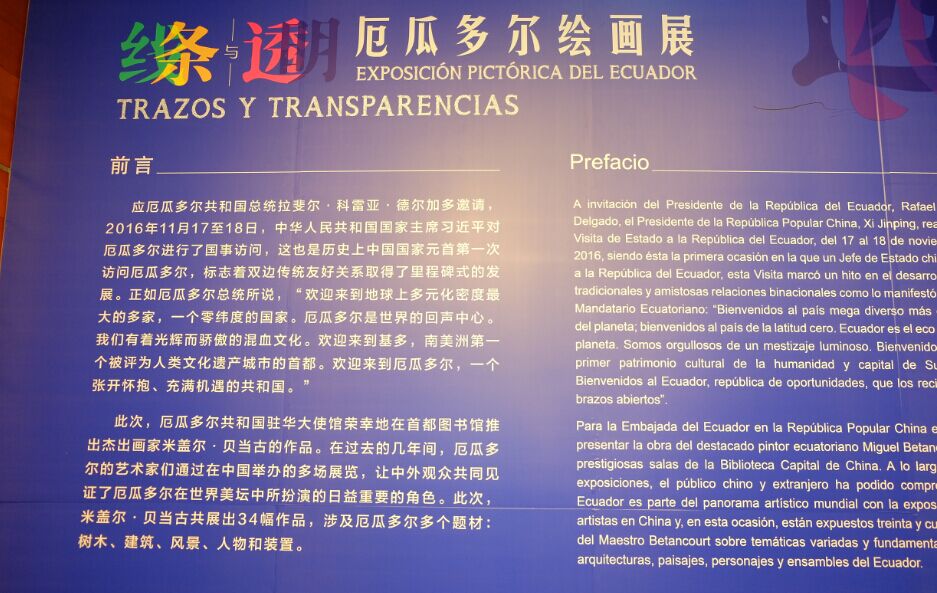 线条与透明
厄瓜多尔绘画展
EXPOSICIÓN PICTÓRICA DEL ECUADOR
TRAZOS Y TRANSPARENCIAS
前言
应厄瓜多尔共和国总统拉斐尔·科雷亚·德尔加多邀请，
2016年11月17至18日，中华人民共和国国家主席习近平对
厄瓜多尔进行了国事访问，这也是历史上中国国家元首第一次
访问厄瓜多尔，标志着双边传统友好关系取得了里程碑式的发
展。正如厄瓜多尔总统所说，“欢迎来到地球上多元化密度最
大的多家，一个零纬度的国家。厄瓜多尔是世界的回声中心。
我们有着光辉而骄傲的混血文化。欢迎来到基多，南美洲第一
个被评为人类文化遗产城市的首都。欢迎来到厄瓜多尔，一个
张开怀抱、充满机遇的共和国。”
此次，厄瓜多尔共和国驻华大使馆荣幸地在首都图书馆推
出杰出画家米盖尔·贝当古的作品。在过去的几年间，厄瓜多
尔的艺术家们通过在中国举办的多场展览，让中外观众共同见
证了厄瓜多尔在世界美坛中所扮演的日益重要的角色。此次，
米盖尔·贝当古共展出34幅作品，涉及厄瓜多尔多个题材：
树木、建筑、风景、人物和装置。
Prefacio
A invitación del Presidente de la República del Ecuador, Rafael
Delgado, el Presidente de la República Popular China, Xi Jinping, rea
Visita de Estado a la República del Ecuador, del 17 al 18 de novie
2016, siendo ésta la primera ocasión en la que un Jefe de Estado chi
a la República del Ecuador, esta Visita marcó un hito en el desarro
tradicionales y amistosas relaciones binacionales como lo manifestó
Mandatario Ecuatoriano: “Bienvenidos al país mega diverso más
del planeta; bienvenidos al país de la latitud cero. Ecuador es el eco
planeta. Somos orgullosos de un mestizaje luminoso. Bienvenido
primer patrimonio cultural de la humanidad y capital de Su
Bienvenidos al Ecuador, república de oportunidades, que los reci
brazos abiertos”.
Para la Embajada del Ecuador en la República Popular China e
presentar la obra del destacado pintor ecuatoriano Miguel Betanc
prestigiosas salas de la Biblioteca Capital de China. A lo larg
exposiciones, el público chino y extranjero ha podido compre
Ecuador es parte del panorama artístico mundial con la expos
artistas en China y, en esta ocasión, están expuestos treinta y cu
del Maestro Betancourt sobre temáticas variadas y fundamenta
arquitecturas, paisajes, personajes y ensambles del Ecuador.